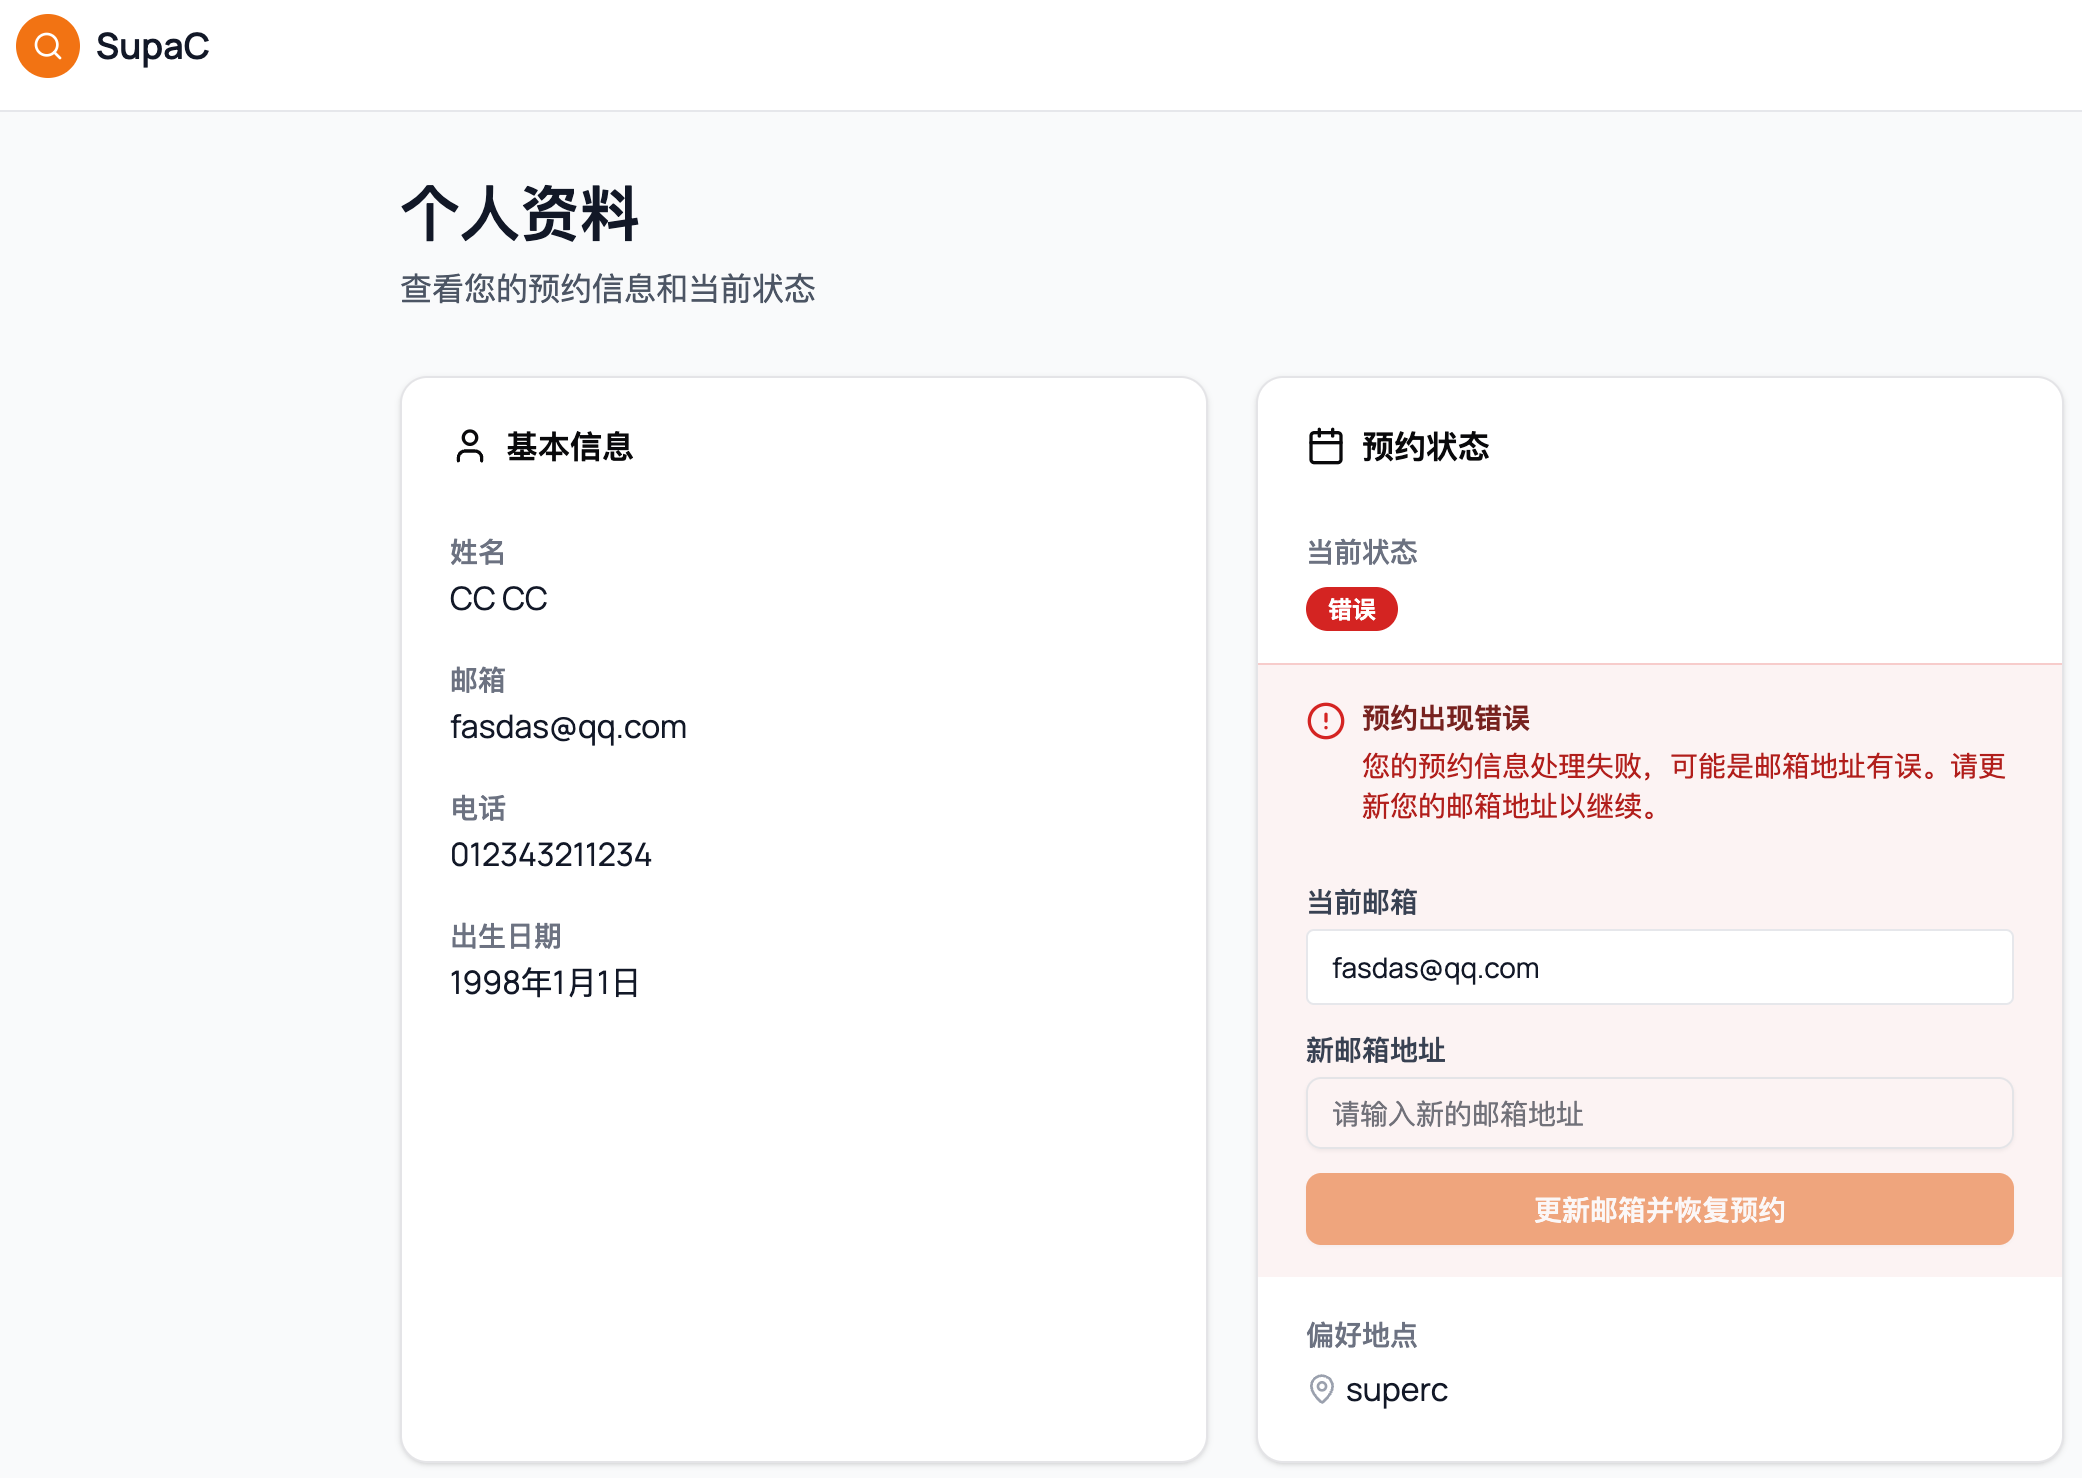 SupaC
个人资料
查看您的预约信息和当前状态
基本信息
姓名
CC CC
邮箱
fasdas@qq.com
电话
012343211234
出生日期
1998年1月1日
预约状态
当前状态
错误
预约出现错误
您的预约信息处理失败，可能是邮箱地址有误。请更
新您的邮箱地址以继续。
当前邮箱
fasdas@qq.com
新邮箱地址
请输入新的邮箱地址
更新邮箱并恢复预约
偏好地点
superc